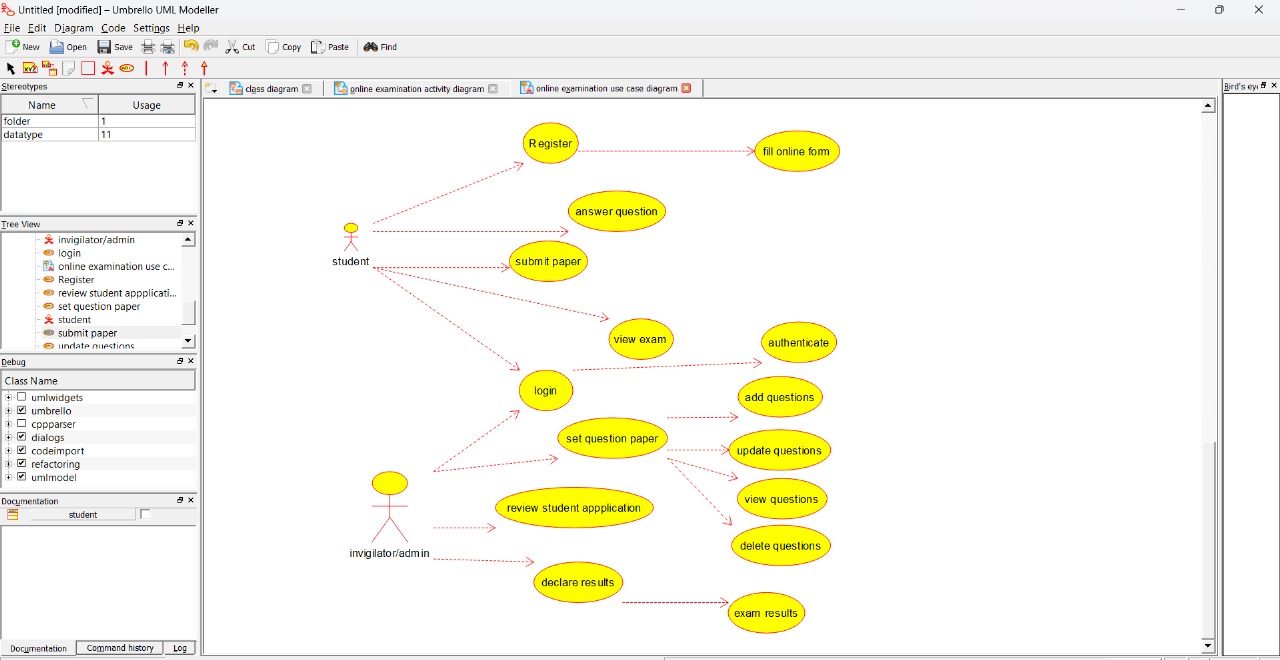 Untitled [modified] – Umbrello UML Modeller
File Edit Diagram Code Settings Help
New Open Save Cut Copy Paste Find
Stereotypes
Name Usage
folder 1
datatype 11
Tree View
invigilator/admin
login
online examination use c...
Register
review student appplicati...
set question paper
student
submit paper
update questions
Debug
Class Name
umlwidgets
umbrello
cppparser
dialogs
codeimport
refactoring
umlmodel
Documentation
student
Documentation Command history Log
class diagram
online examination activity diagram
online examination use case diagram
Bird's eye
Register
fill online form
answer question
student
submit paper
view exam
authenticate
login
add questions
set question paper
update questions
view questions
review student appplication
delete questions
invigilator/admin
declare results
exam results